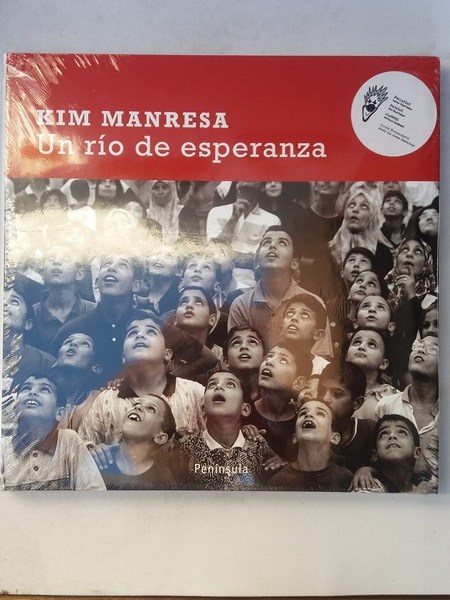 KIM MANRESA
Un río de esperanza
Península